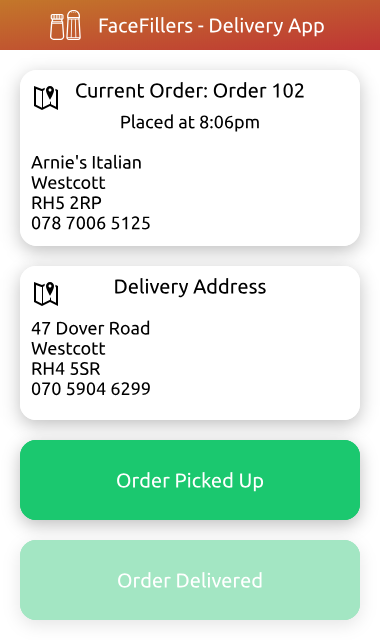 FaceFillers - Delivery App
Current Order: Order 102
Placed at 8:06pm
Arnie's Italian
Westcott
RH5 2RP
078 7006 5125
Delivery Address
47 Dover Road
Westcott
RH4 5SR
070 5904 6299
Order Picked Up
Order Delivered